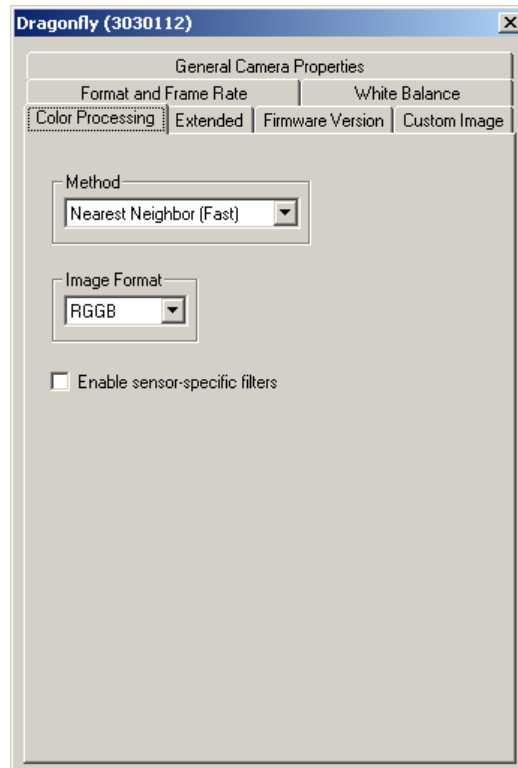 Dragonfly (3030112)
General Camera Properties
Format and Frame Rate White Balance
Color Processing Extended Firmware Version Custom Image
Method
Nearest Neighbor (Fast)
Image Format
RGGB
Enable sensor-specific filters